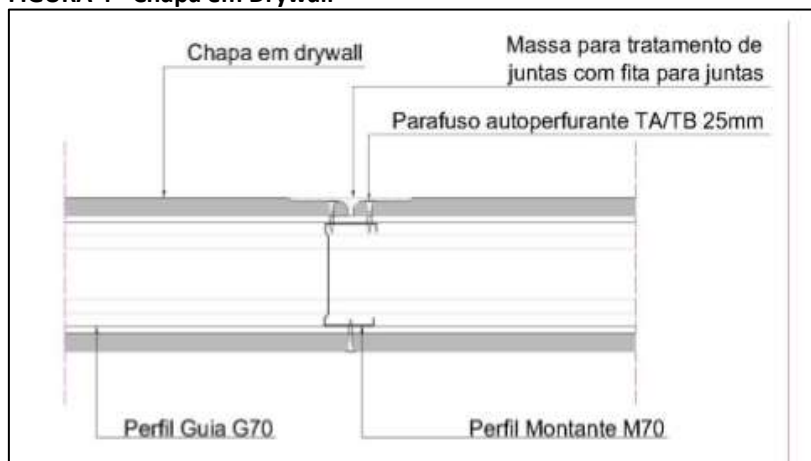 Chapa em drywall
Massa para tratamento de
juntas com fita para juntas
Parafuso autoperfurante TA/TB 25mm
Perfil Guia G70
Perfil Montante M70